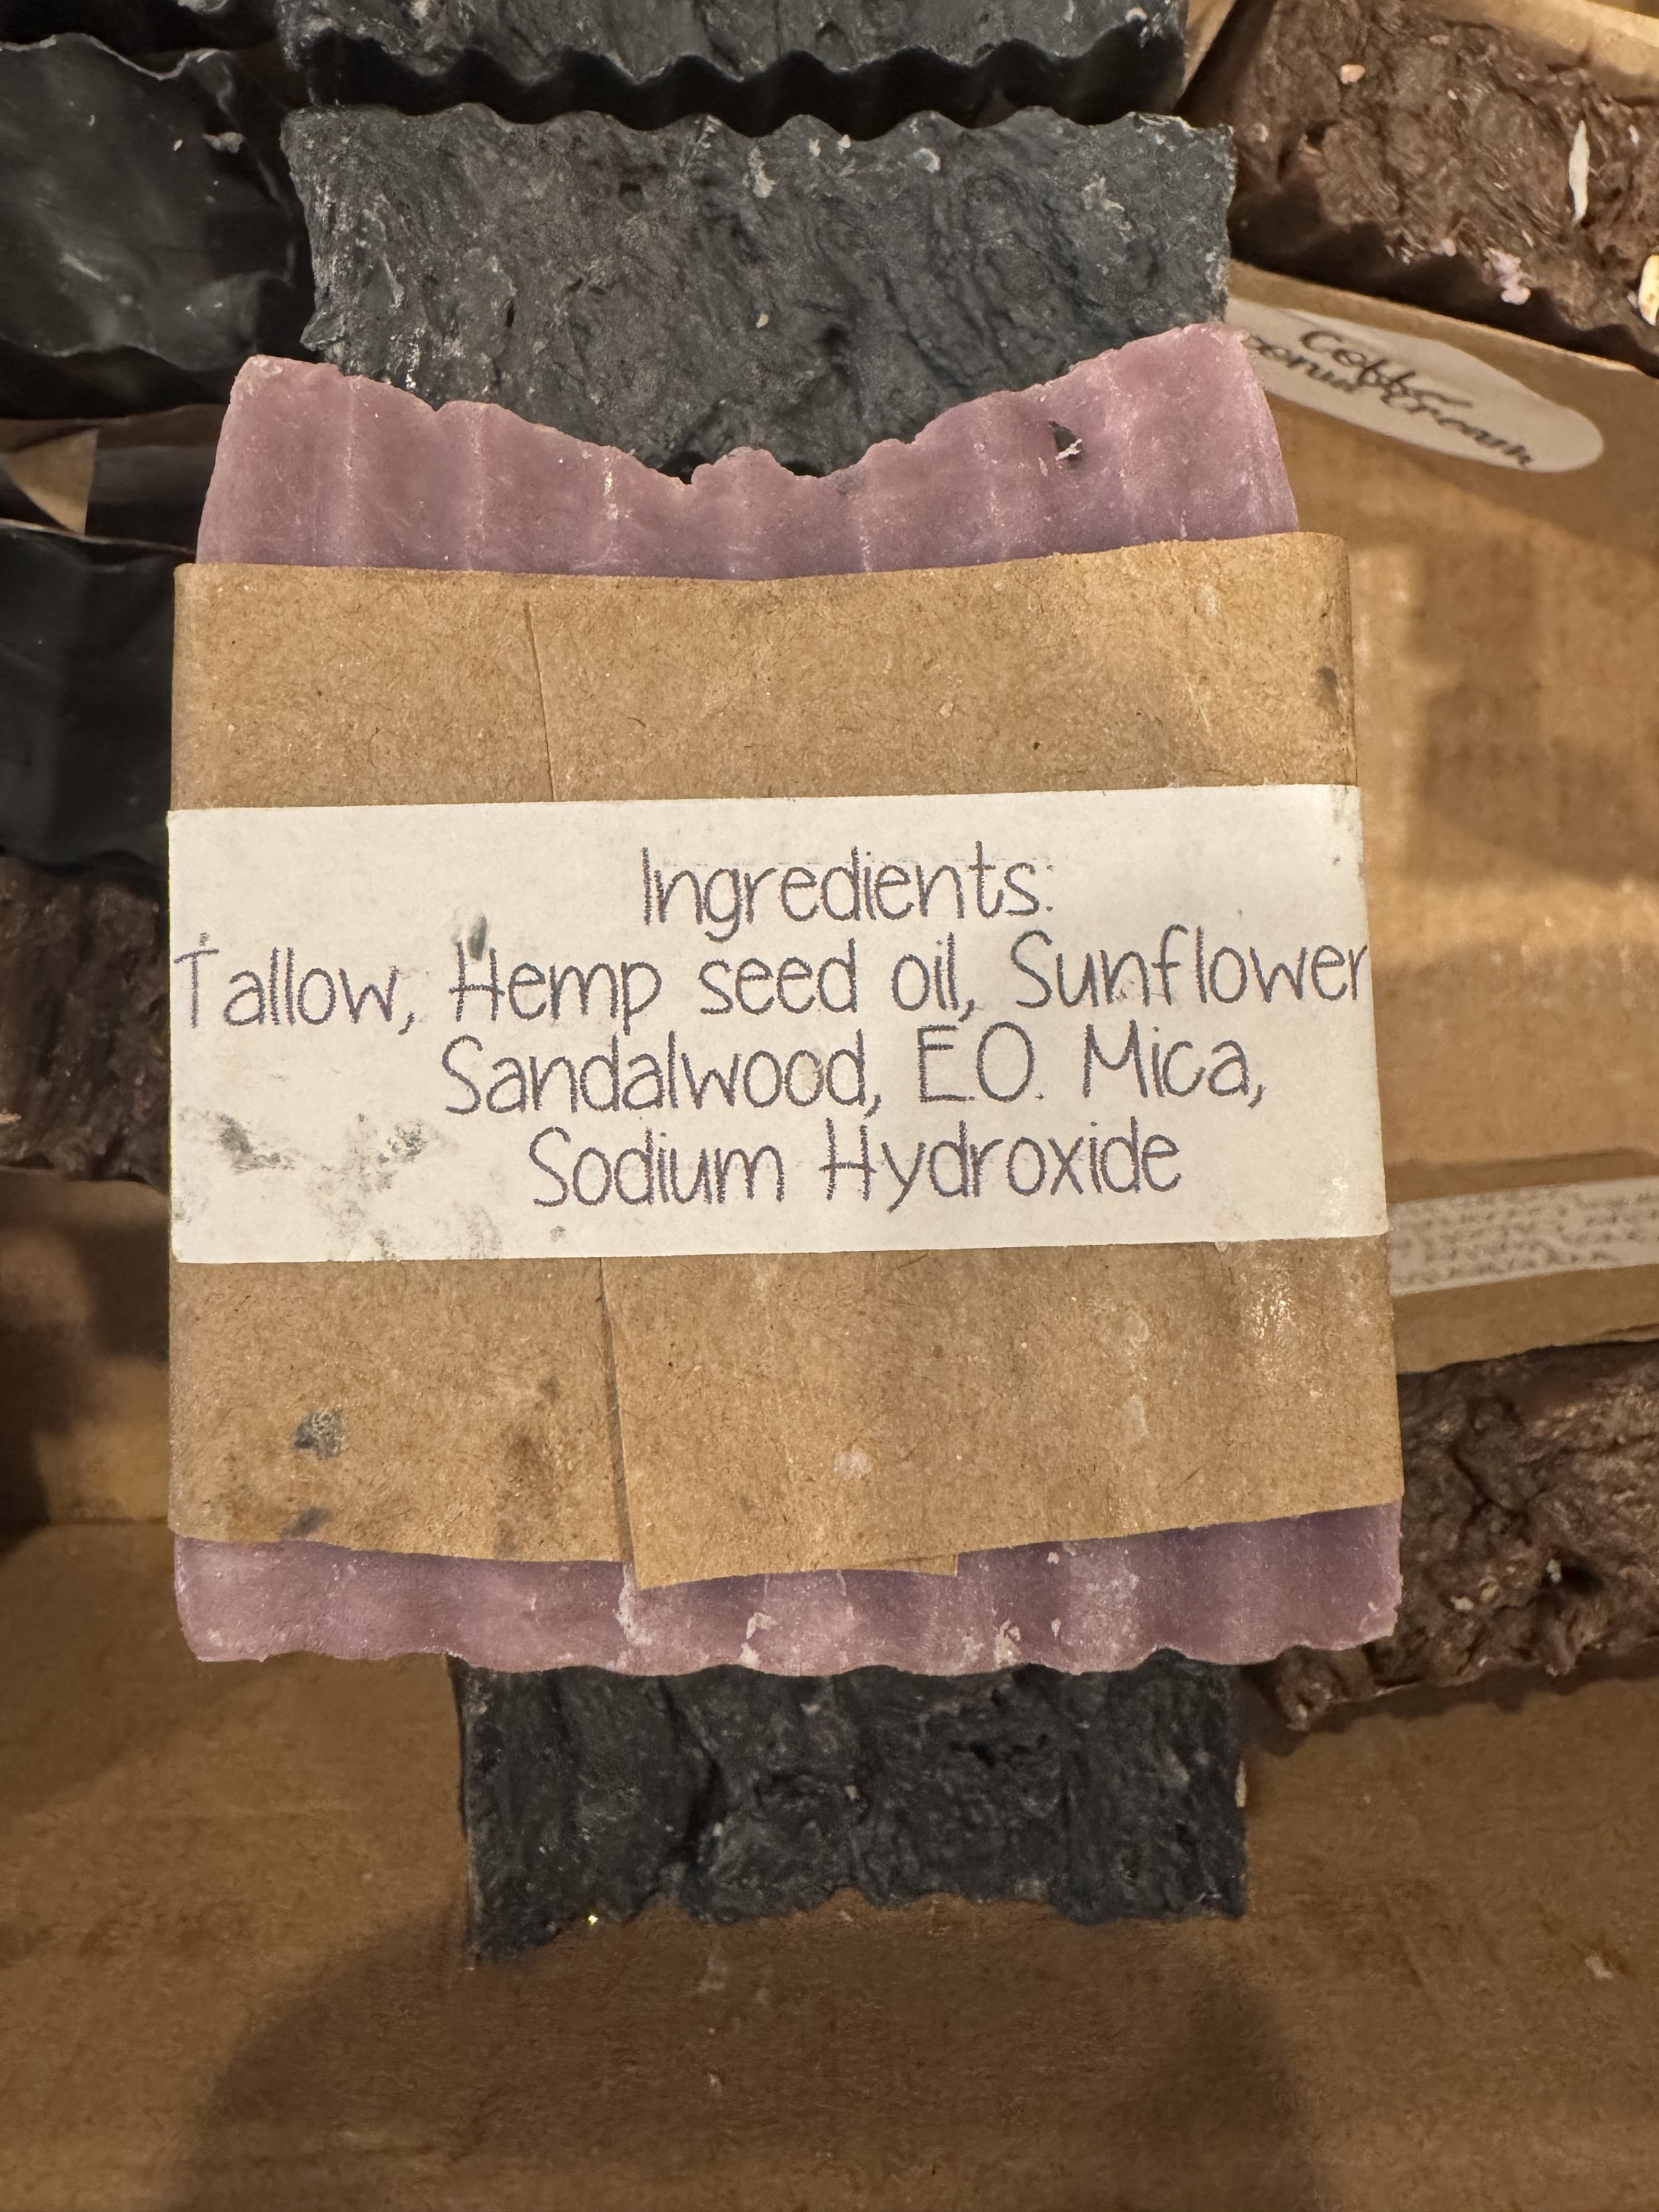 Ingredients:
Tallow, Hemp seed oil, Sunflower
Sandalwood, E.O. Mica,
Sodium Hydroxide